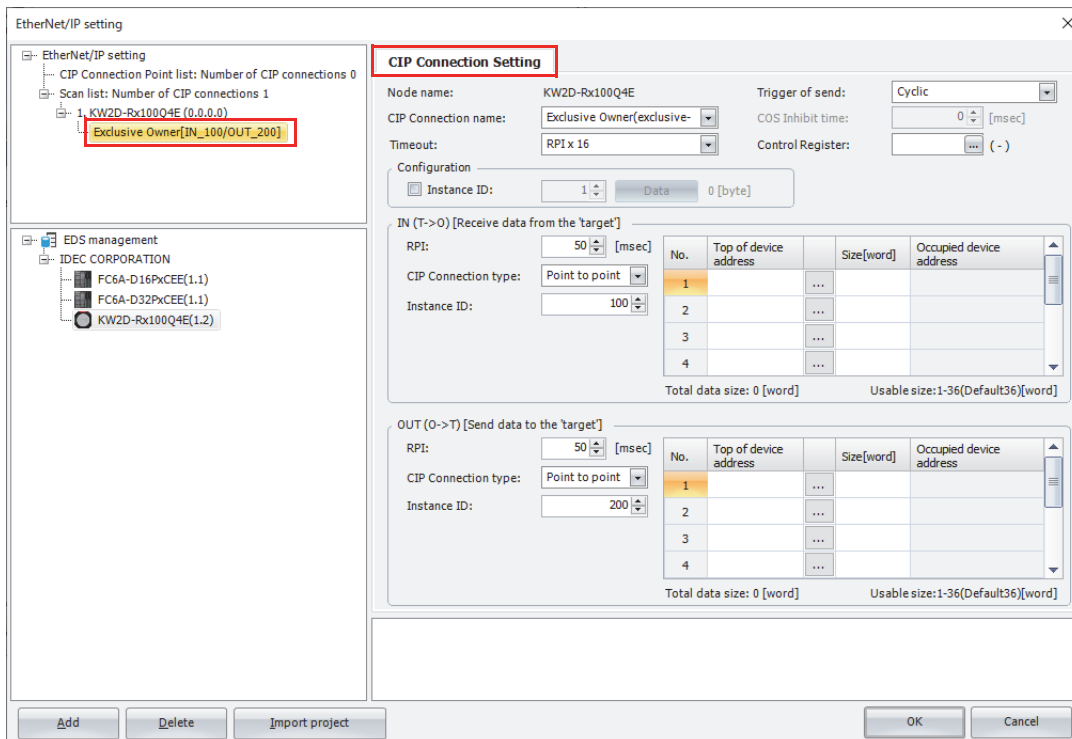 EtherNet/IP setting
EtherNet/IP setting
CIP Connection Point list: Number of CIP connections 0
Scan list: Number of CIP connections 1
1. KW2D-Rx100Q4E (0.0.0.0)
Exclusive Owner[IN_100/OUT_200]
EDS management
IDEC CORPORATION
FC6A-D16PxCEE(1.1)
FC6A-D32PxCEE(1.1)
KW2D-Rx100Q4E(1.2)
CIP Connection Setting
Node name: KW2D-Rx100Q4E Trigger of send: Cyclic
CIP Connection name: Exclusive Owner(exclusive- COS Inhibit time: 0 [msec]
Timeout: RPI x 16 Control Register: ... (-)
Configuration
Instance ID: 1 Data 0 [byte]
IN (T->O) [Receive data from the 'target']
RPI: 50 [msec]
CIP Connection type: Point to point
Instance ID: 100
No. Top of device address Size[word] Occupied device address
1 ...
2 ...
3 ...
4 ...
Total data size: 0 [word] Usable size:1-36(Default36)[word]
OUT (O->T) [Send data to the 'target']
RPI: 50 [msec]
CIP Connection type: Point to point
Instance ID: 200
No. Top of device address Size[word] Occupied device address
1 ...
2 ...
3 ...
4 ...
Total data size: 0 [word] Usable size:1-36(Default36)[word]
Add Delete Import project OK Cancel